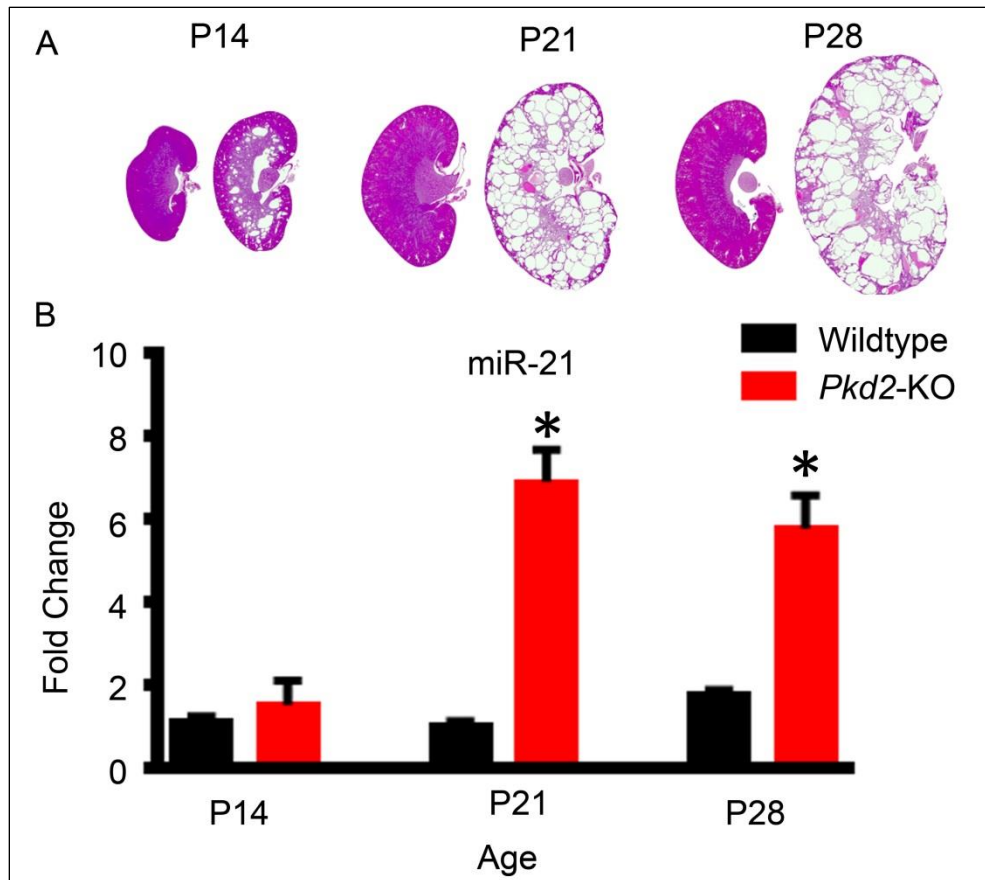 A
P14 P21 P28
B
miR-21
Wildtype
Pkd2-KO
*
*
10
8
6
4
2
0
Fold Change
P14 P21 P28
Age